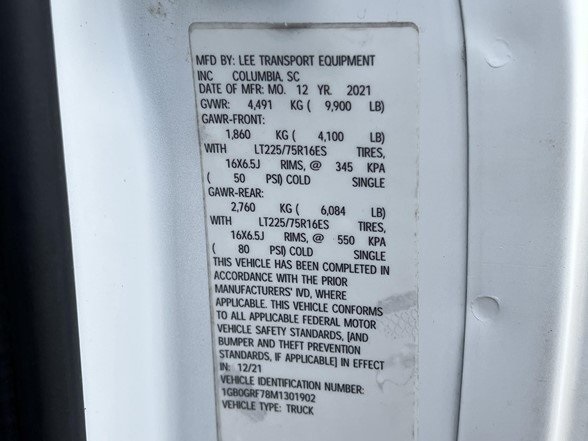 MFD BY: LEE TRANSPORT EQUIPMENT
INC COLUMBIA, SC
DATE OF MFR: MO. 12 YR. 2021
GVWR: 4,491 KG ( 9,900 LB)
GAWR-FRONT:
1,860 KG ( 4,100 LB)
WITH LT225/75R16ES TIRES,
16X6.5J RIMS, @ 345 KPA
( 50 PSI) COLD SINGLE
GAWR-REAR:
2,760 KG ( 6,084 LB)
WITH LT225/75R16ES TIRES,
16X6.5J RIMS, @ 550 KPA
( 80 PSI) COLD SINGLE
THIS VEHICLE HAS BEEN COMPLETED IN
ACCORDANCE WITH THE PRIOR
MANUFACTURERS' IVD, WHERE
APPLICABLE. THIS VEHICLE CONFORMS
TO ALL APPLICABLE FEDERAL MOTOR
VEHICLE SAFETY STANDARDS, [AND
BUMPER AND THEFT PREVENTION
STANDARDS, IF APPLICABLE] IN EFFECT
IN: 12/21
VEHICLE IDENTIFICATION NUMBER:
1GB0GRF78M1301902
VEHICLE TYPE: TRUCK